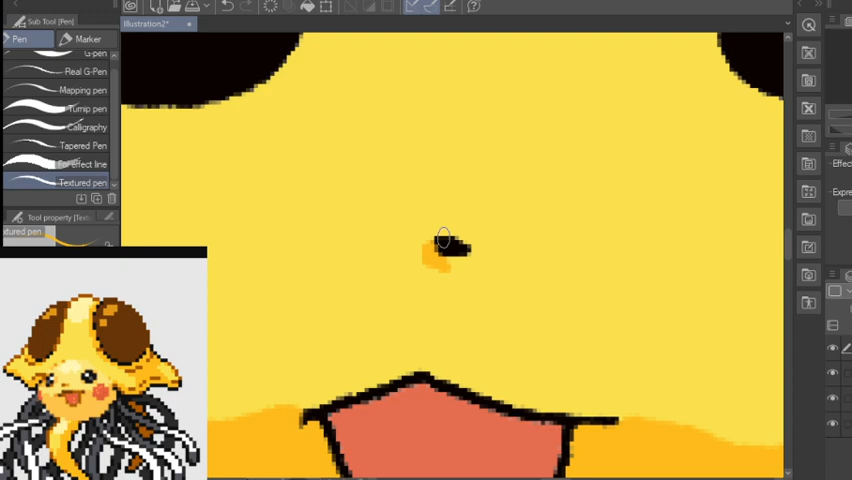 Sub Tool [Pen]
Illustration2*
Pen
Marker
G-pen
Real G-Pen
Mapping pen
Turnip pen
Calligraphy
Tapered Pen
For effect line
Textured pen
Tool property [Tex
xtured pen
Effec
Expre